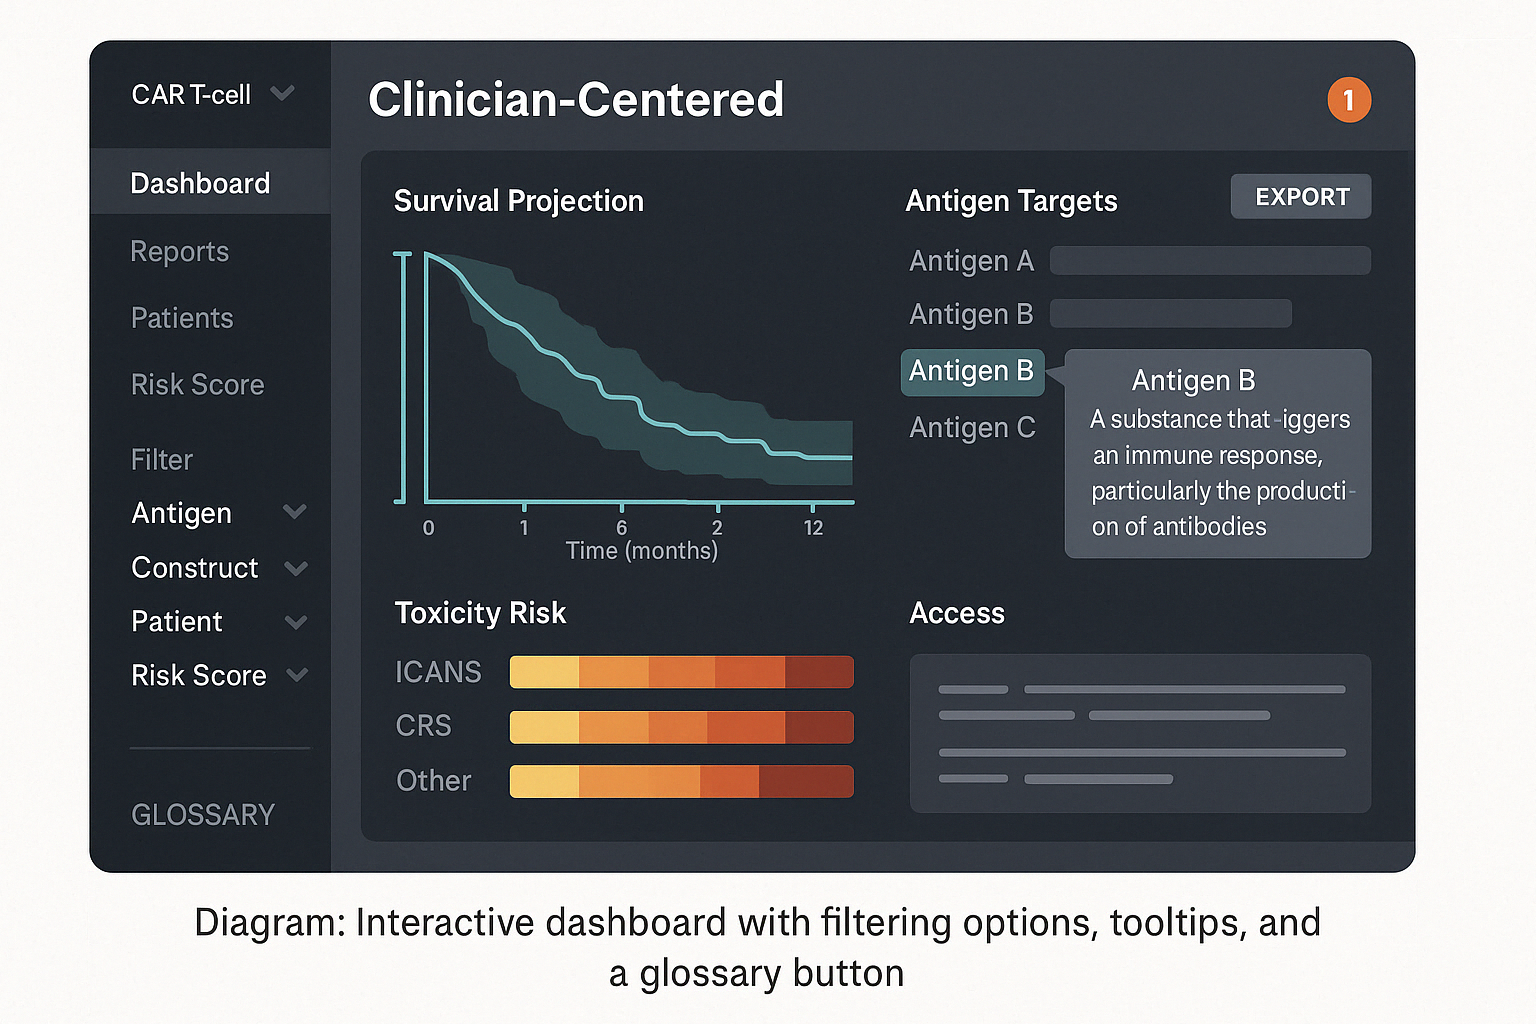 CAR T-cell
Dashboard
Reports
Patients
Risk Score
Filter
Antigen
Construct
Patient
Risk Score
GLOSSARY
Clinician-Centered
1
Survival Projection
0 1 6 2 12
Time (months)
Antigen Targets
EXPORT
Antigen A
Antigen B
Antigen B
Antigen C
Antigen B
A substance that -iggers
an immune response,
particularly the producti-
on of antibodies
Toxicity Risk
ICANS
CRS
Other
Access
Diagram: Interactive dashboard with filtering options, tooltips, and
a glossary button